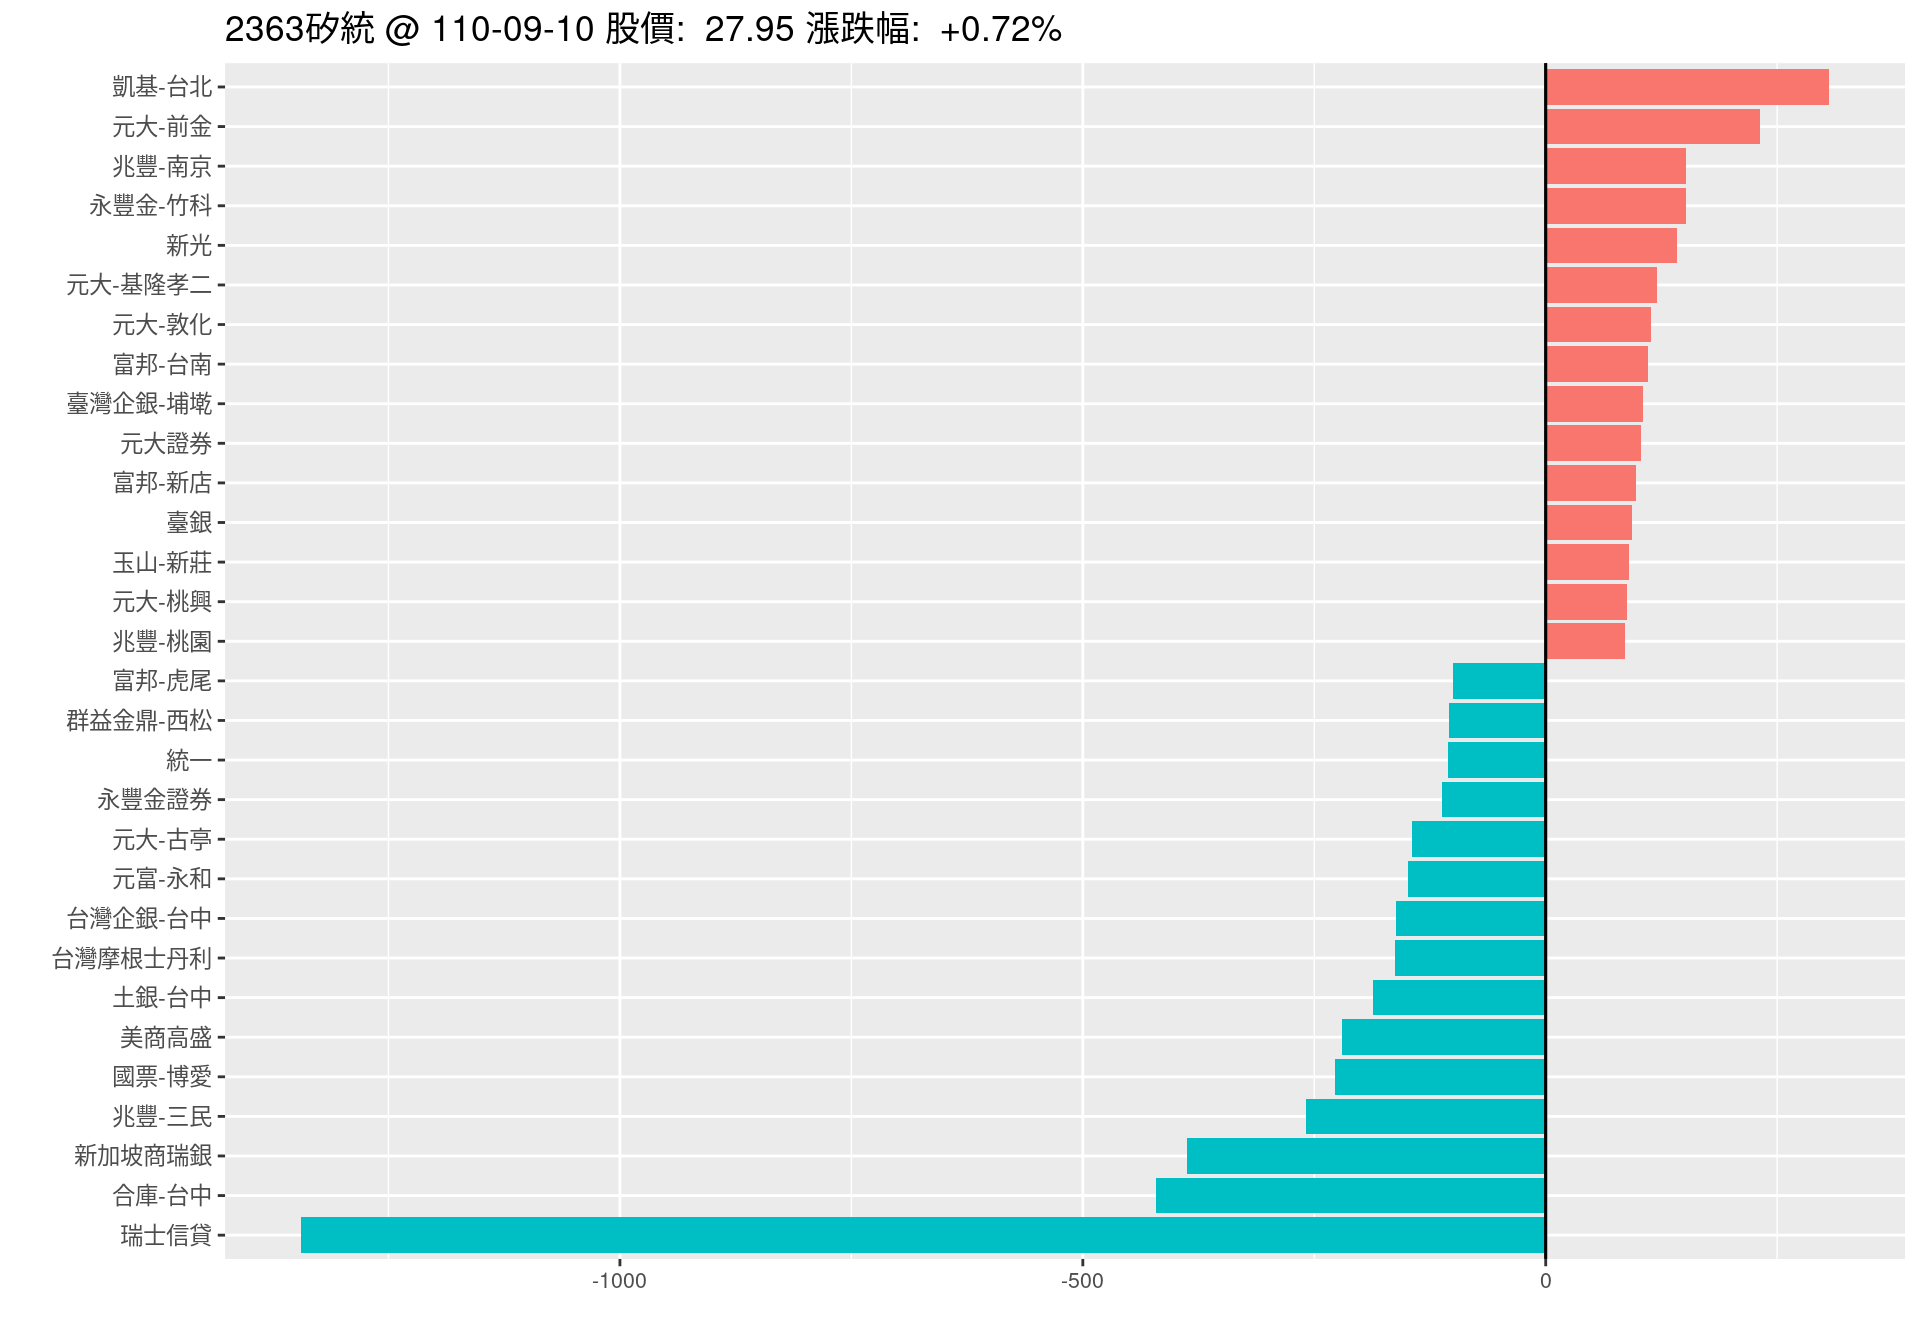 2363矽統 @ 110-09-10 股價:  27.95 漲跌幅:  +0.72%
凱基-台北
元大-前金
兆豐-南京
永豐金-竹科
新光
元大-基隆孝二
元大-敦化
富邦-台南
臺灣企銀-埔墘
元大證券
富邦-新店
臺銀
玉山-新莊
元大-桃興
兆豐-桃園
富邦-虎尾
群益金鼎-西松
統一
永豐金證券
元大-古亭
元富-永和
台灣企銀-台中
台灣摩根士丹利
土銀-台中
美商高盛
國票-博愛
兆豐-三民
新加坡商瑞銀
合庫-台中
瑞士信貸
-1000 -500 0